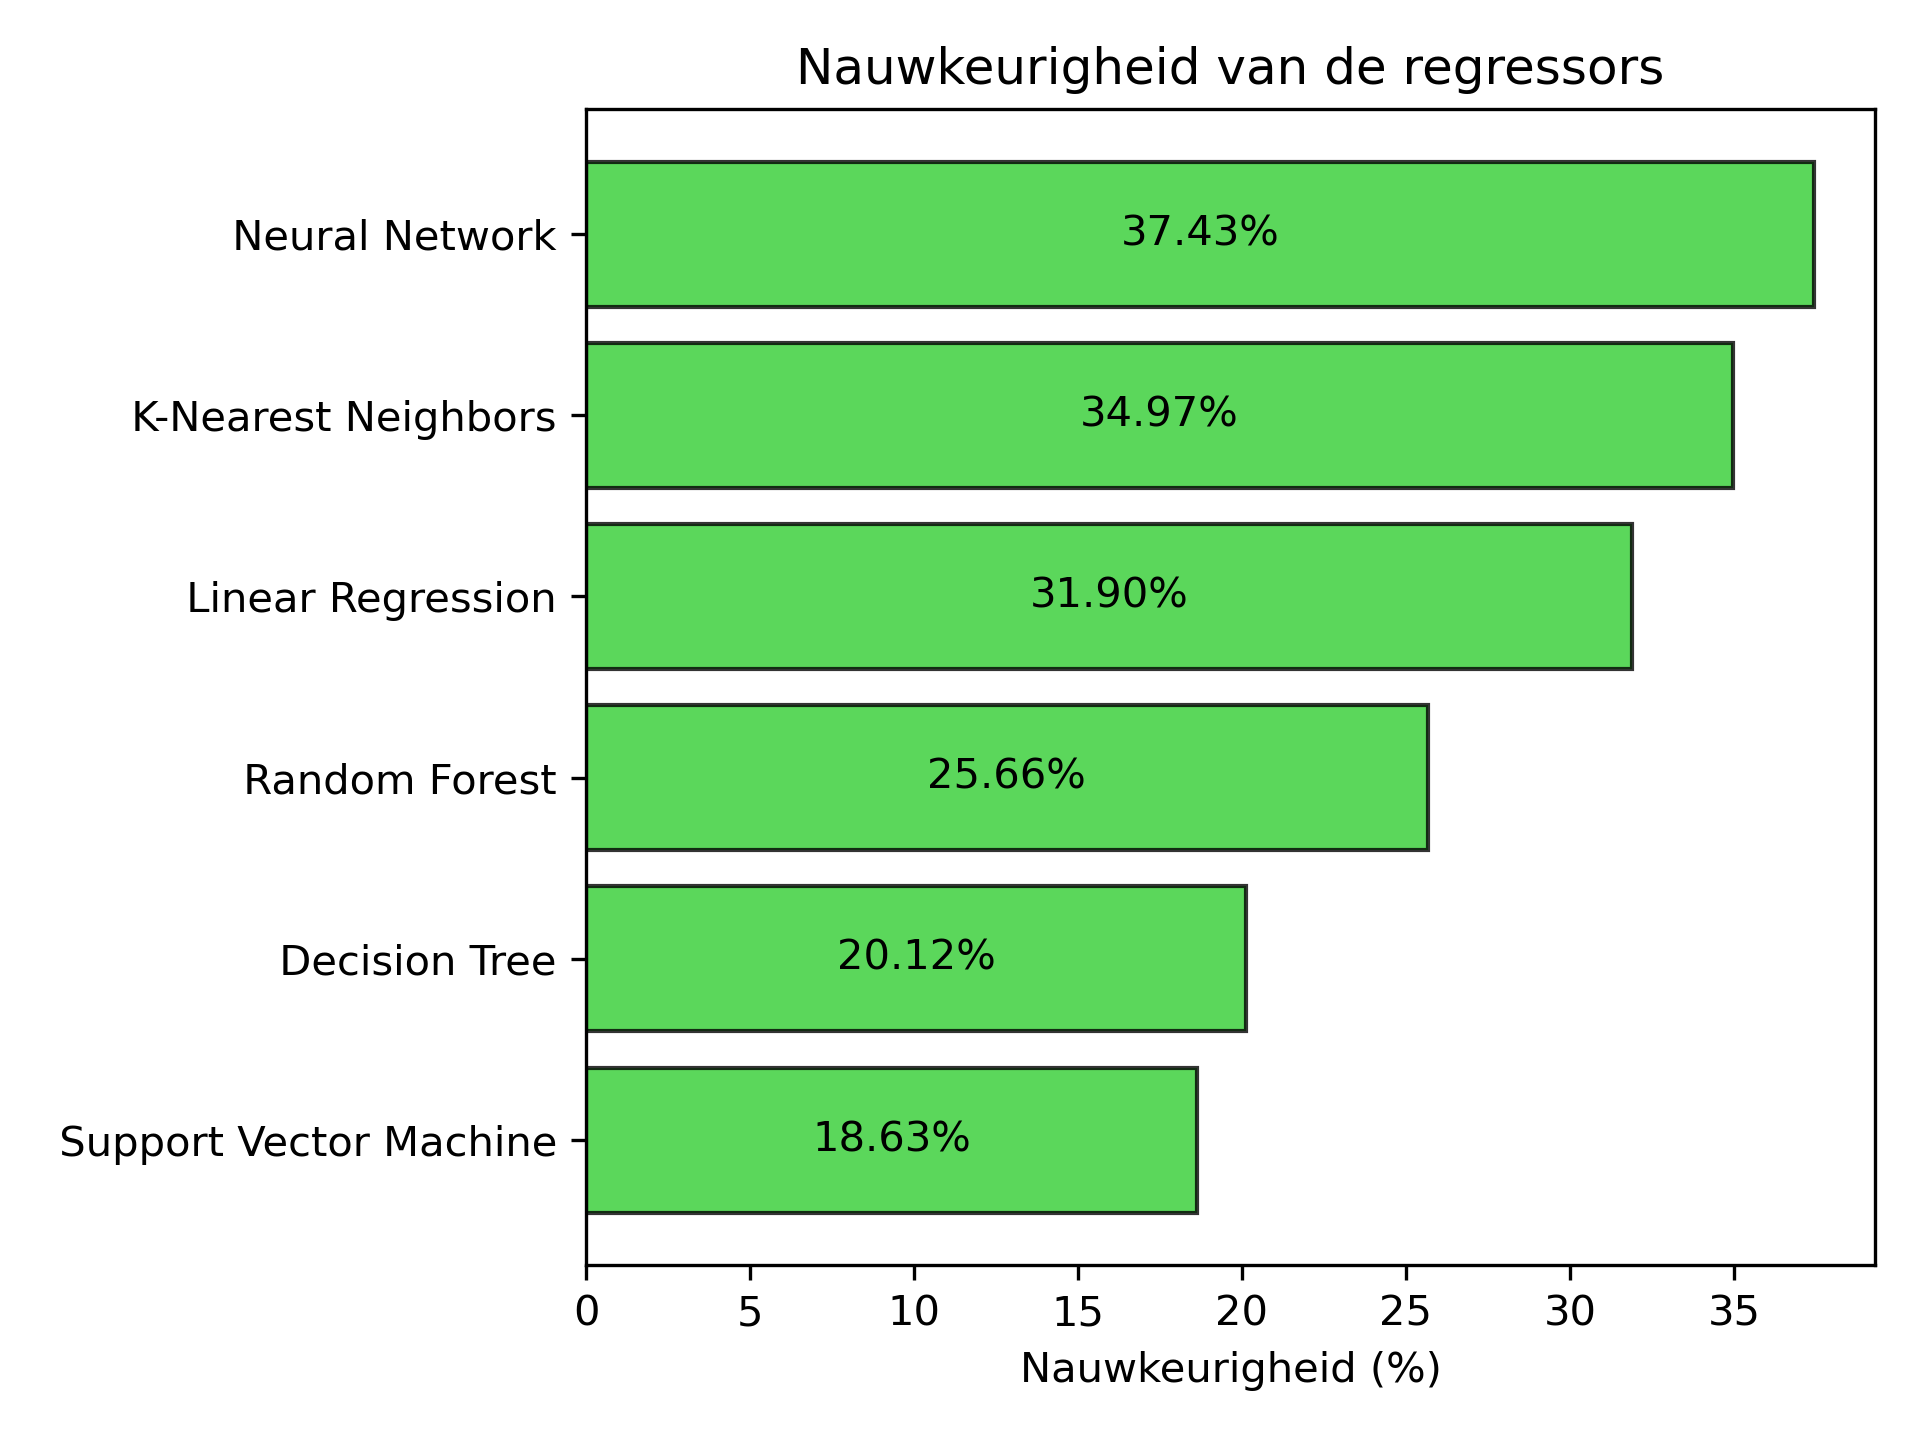 Nauwkeurigheid van de regressors
Neural Network
37.43%
K-Nearest Neighbors
34.97%
Linear Regression
31.90%
Random Forest
25.66%
Decision Tree
20.12%
Support Vector Machine
18.63%
0 5 10 15 20 25 30 35
Nauwkeurigheid (%)